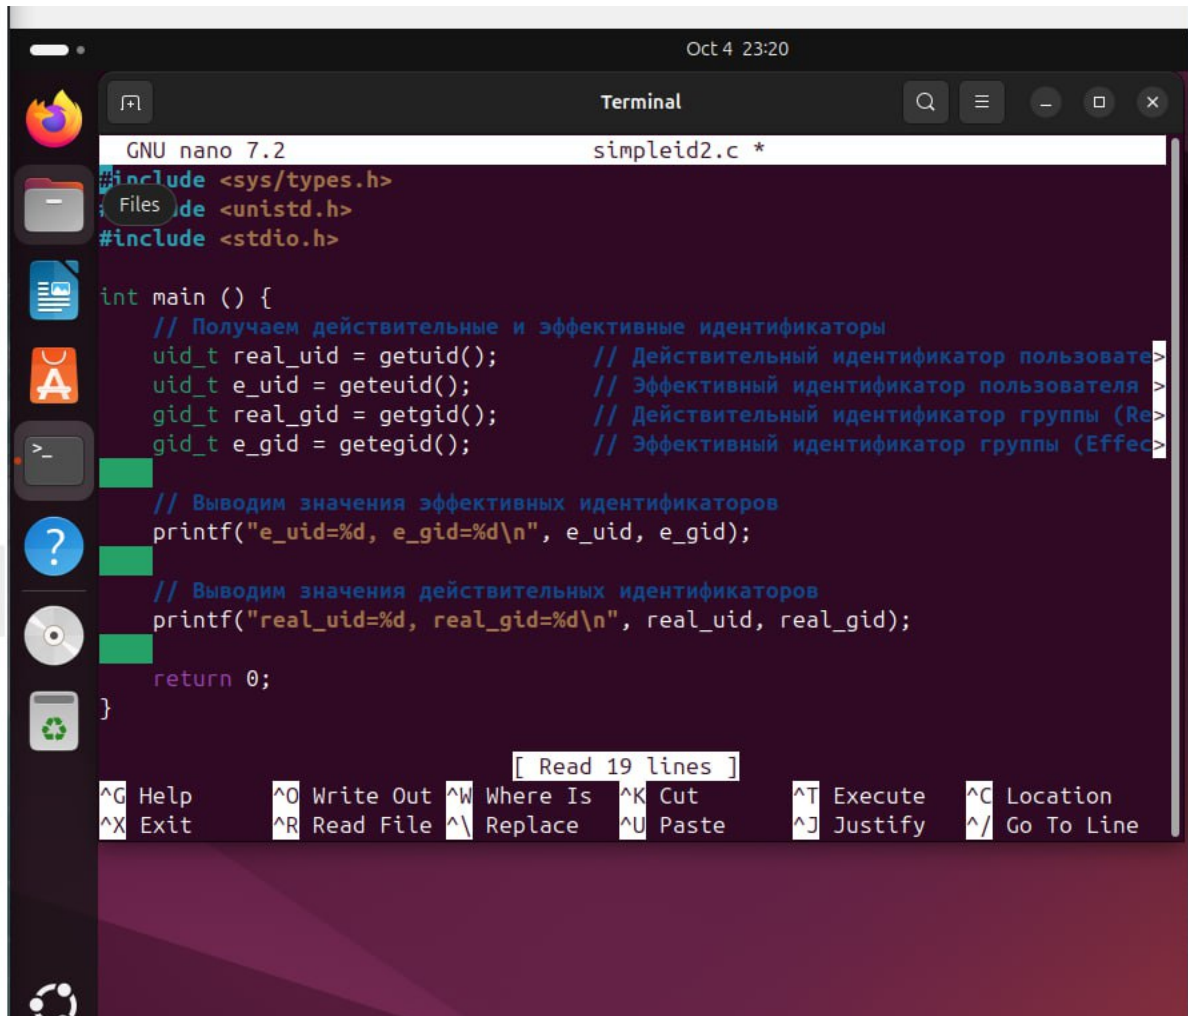 Oct 4 23:20
Terminal
GNU nano 7.2 simpleid2.c *
#include <sys/types.h>
Files de <unistd.h>
#include <stdio.h>
int main () {
// Получаем действительные и эффективные идентификаторы
uid_t real_uid = getuid(); // Действительный идентификатор пользовате>
uid_t e_uid = geteuid(); // Эффективный идентификатор пользователя >
gid_t real_gid = getgid(); // Действительный идентификатор группы (Re>
gid_t e_gid = getegid(); // Эффективный идентификатор группы (Effec>
// Выводим значения эффективных идентификаторов
printf("e_uid=%d, e_gid=%d\n", e_uid, e_gid);
// Выводим значения действительных идентификаторов
printf("real_uid=%d, real_gid=%d\n", real_uid, real_gid);
return 0;
}
[ Read 19 lines ]
^G Help ^O Write Out ^W Where Is ^K Cut ^T Execute ^C Location
^X Exit ^R Read File ^\ Replace ^U Paste ^J Justify ^/ Go To Line